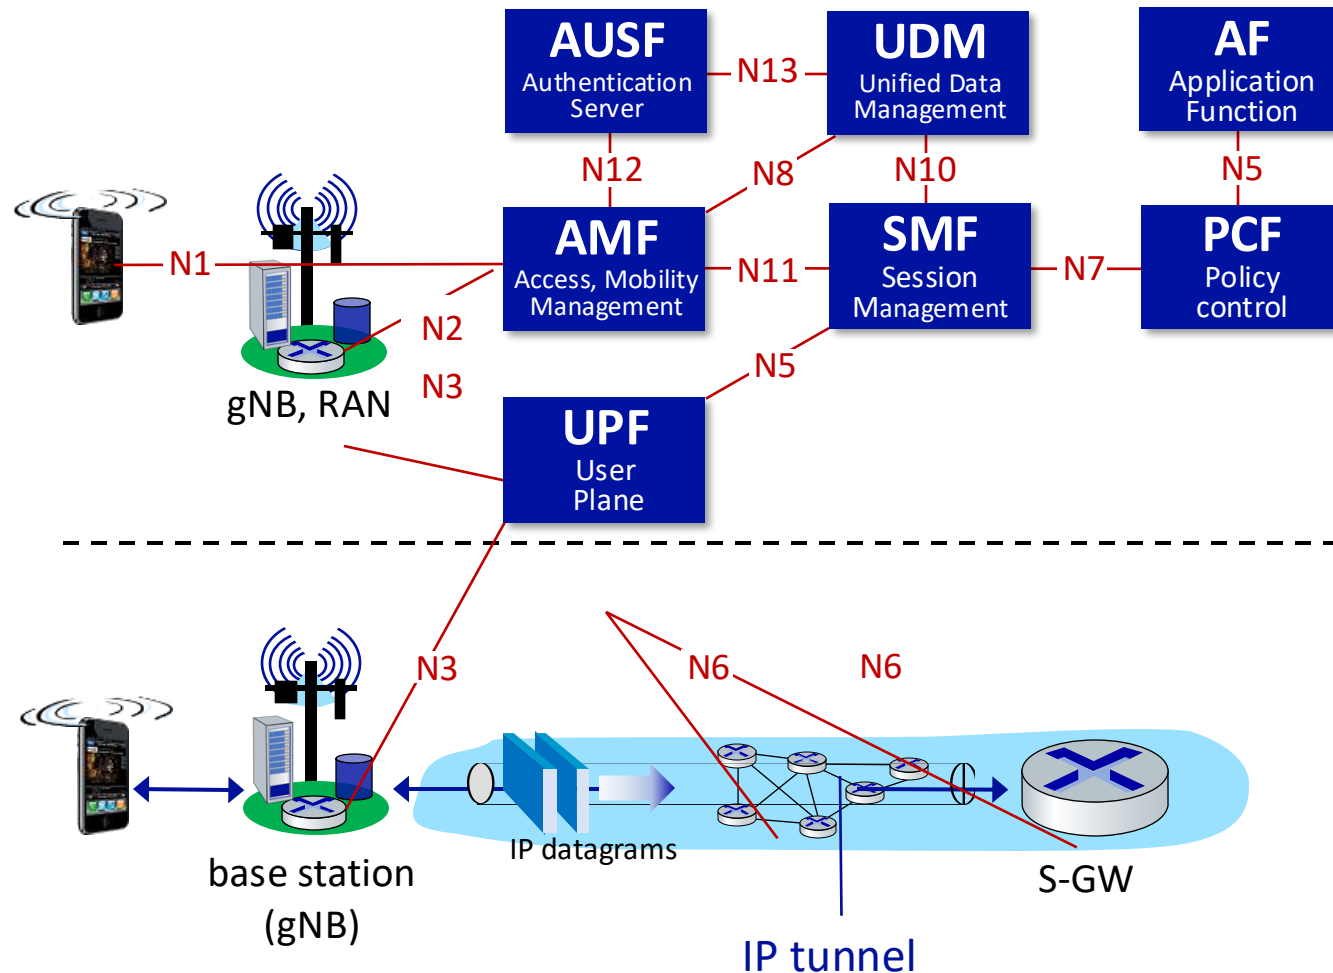 AUSF
Authentication
Server
N13
UDM
Unified Data
Management
AF
Application
Function
N12
N8
N10
N5
N1
AMF
Access, Mobility
Management
N11
SMF
Session
Management
N7
PCF
Policy
control
N2
N3
gNB, RAN
N5
UPF
User
Plane
N3
N6
N6
IP datagrams
base station
(gNB)
S-GW
IP tunnel